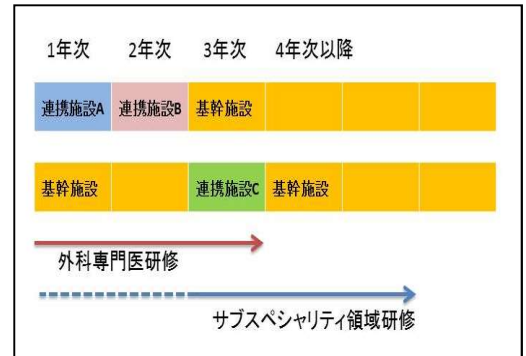 1年次 2年次 3年次 4年次以降
連携施設A 連携施設B 基幹施設
基幹施設 連携施設C 基幹施設
外科専門医研修
サブスペシャリティ領域研修